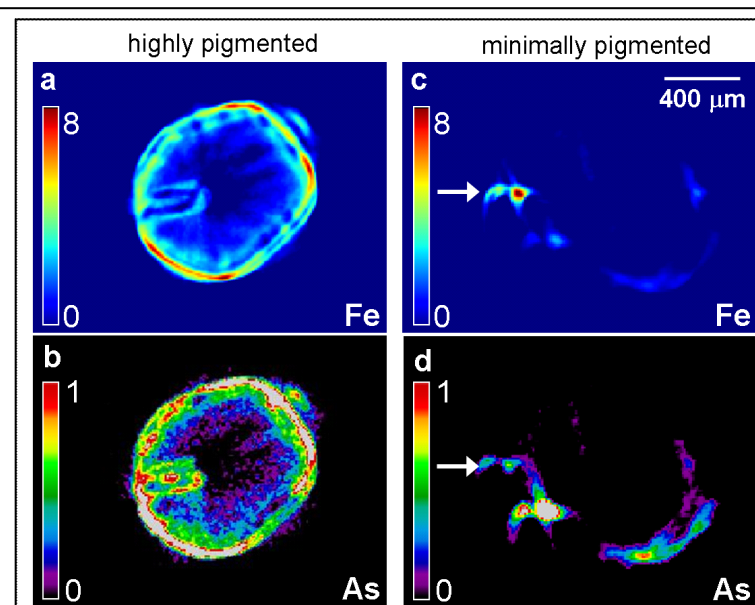 highly pigmented
minimally pigmented
a
8
0
Fe
c
400 μm
8
0
Fe
b
1
0
As
d
1
0
As